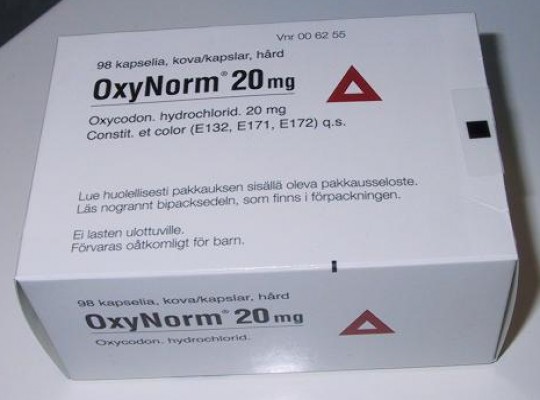 Vnr 00 62 55
98 kapselia, kova/kapslar, hård
OxyNorm® 20 mg
Oxycodon. hydrochlorid. 20 mg
Constit. et color (E132, E171, E172) q.s.
Lue huolellisesti pakkauksen sisällä oleva pakkausseloste.
Läs nogrannt bipacksedeln, som finns i förpackningen.
Ei lasten ulottuville.
Förvaras oåtkomligt för barn.
98 kapselia, kova/kapslar, hård
OxyNorm® 20 mg
Oxycodon. hydrochlorid.